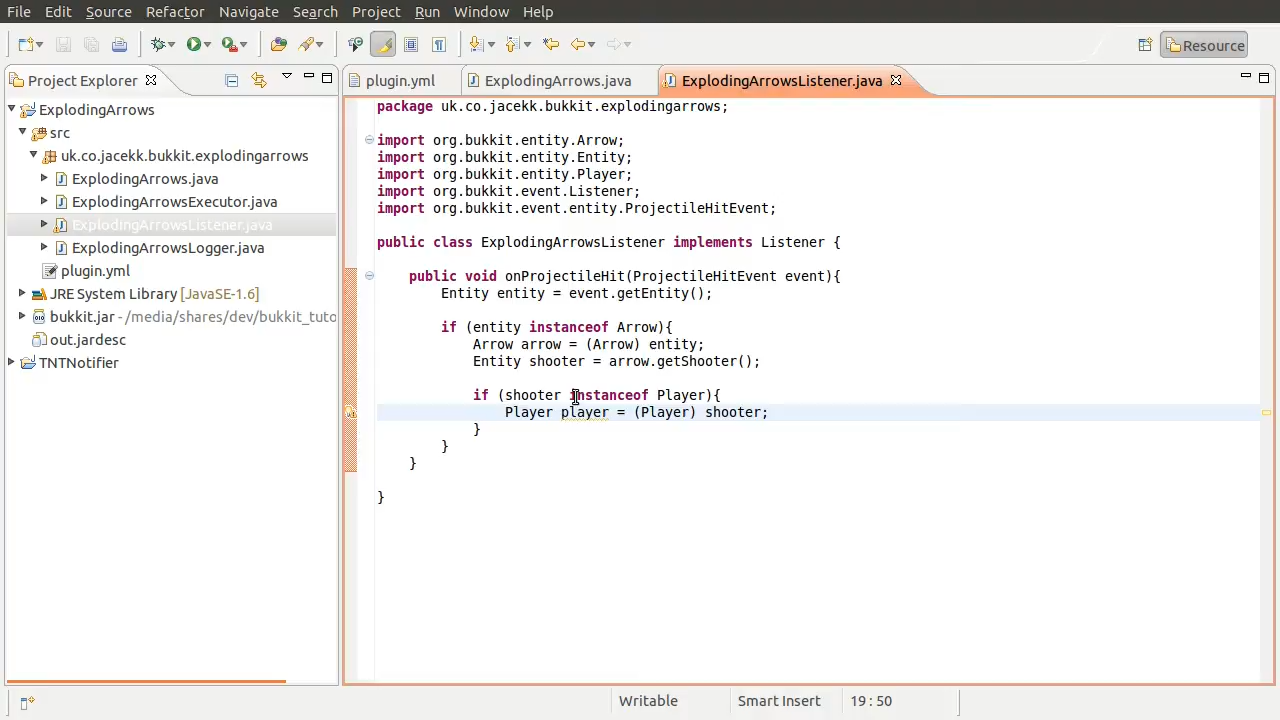 File Edit Source Refactor Navigate Search Project Run Window Help
Resource
Project Explorer
plugin.yml
ExplodingArrows.java
ExplodingArrowsListener.java
ExplodingArrows
src
uk.co.jacekk.bukkit.explodingarrows
ExplodingArrows.java
ExplodingArrowsExecutor.java
ExplodingArrowsListener.java
ExplodingArrowsLogger.java
plugin.yml
JRE System Library [JavaSE-1.6]
bukkit.jar - /media/shares/dev/bukkit_tuto
out.jardesc
TNTNotifier
package uk.co.jacekk.bukkit.explodingarrows;
import org.bukkit.entity.Arrow;
import org.bukkit.entity.Entity;
import org.bukkit.entity.Player;
import org.bukkit.event.Listener;
import org.bukkit.event.entity.ProjectileHitEvent;
public class ExplodingArrowsListener implements Listener {
public void onProjectileHit(ProjectileHitEvent event){
Entity entity = event.getEntity();
if (entity instanceof Arrow){
Arrow arrow = (Arrow) entity;
Entity shooter = arrow.getShooter();
if (shooter instanceof Player){
Player player = (Player) shooter;
}
}
}
}
Writable
Smart Insert
19 : 50